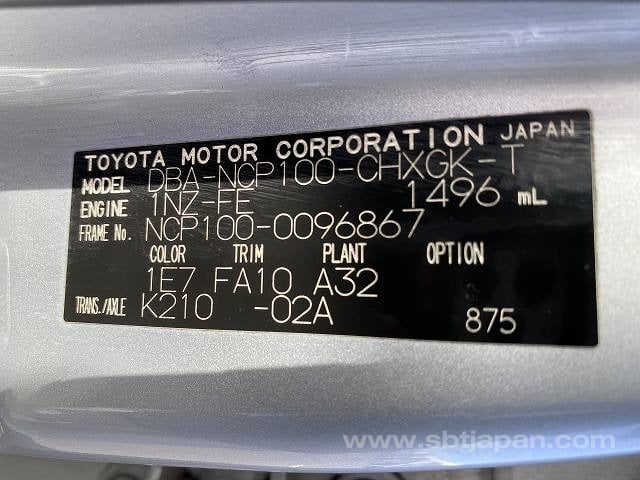 TOYOTA MOTOR CORPORATION JAPAN
MODEL DBA-NCP100-CHXGK-T
ENGINE 1NZ-FE 1496 mL
FRAME No. NCP100-0096867
COLOR TRIM PLANT OPTION
1E7 FA10 A32
TRANS./AXLE K210 -02A 875
www.sbtjapan.com